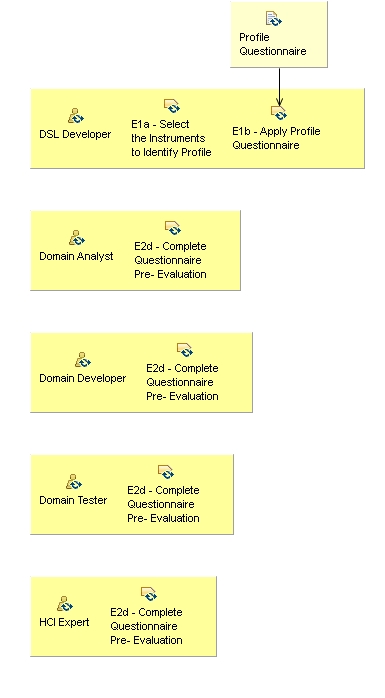 Profile
Questionnaire
DSL Developer
E1a - Select
the Instruments
to Identify Profile
E1b - Apply Profile
Questionnaire
Domain Analyst
E2d - Complete
Questionnaire
Pre- Evaluation
Domain Developer
E2d - Complete
Questionnaire
Pre- Evaluation
Domain Tester
E2d - Complete
Questionnaire
Pre- Evaluation
HCI Expert
E2d - Complete
Questionnaire
Pre- Evaluation